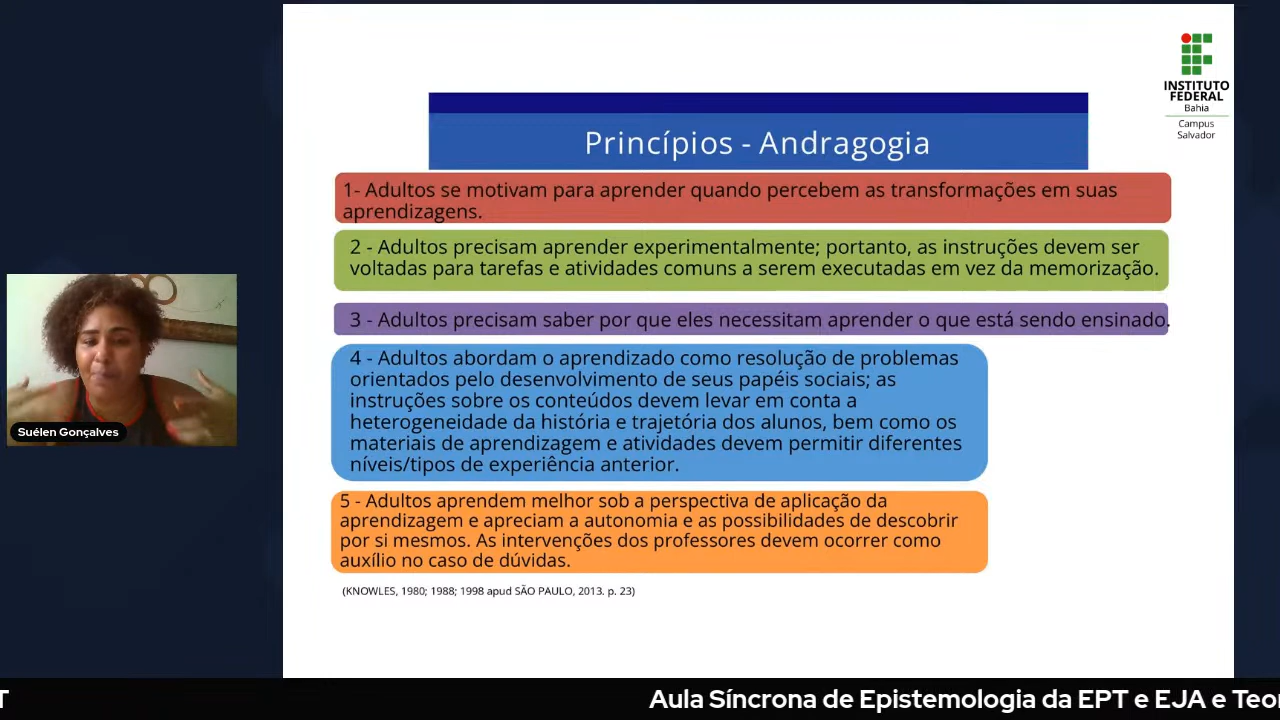 INSTITUTO
FEDERAL
Bahia
Campus
Salvador
Princípios - Andragogia
1- Adultos se motivam para aprender quando percebem as transformações em suas
aprendizagens.
2 - Adultos precisam aprender experimentalmente; portanto, as instruções devem ser
voltadas para tarefas e atividades comuns a serem executadas em vez da memorização.
3 - Adultos precisam saber por que eles necessitam aprender o que está sendo ensinado.
4 - Adultos abordam o aprendizado como resolução de problemas
orientados pelo desenvolvimento de seus papéis sociais; as
instruções sobre os conteúdos devem levar em conta a
heterogeneidade da história e trajetória dos alunos, bem como os
materiais de aprendizagem e atividades devem permitir diferentes
níveis/tipos de experiência anterior.
5 - Adultos aprendem melhor sob a perspectiva de aplicação da
aprendizagem e apreciam a autonomia e as possibilidades de descobrir
por si mesmos. As intervenções dos professores devem ocorrer como
auxílio no caso de dúvidas.
(KNOWLES, 1980; 1988; 1998 apud SÃO PAULO, 2013. p. 23)
Suélen Gonçalves
T Aula Síncrona de Epistemologia da EPT e EJA e Teor